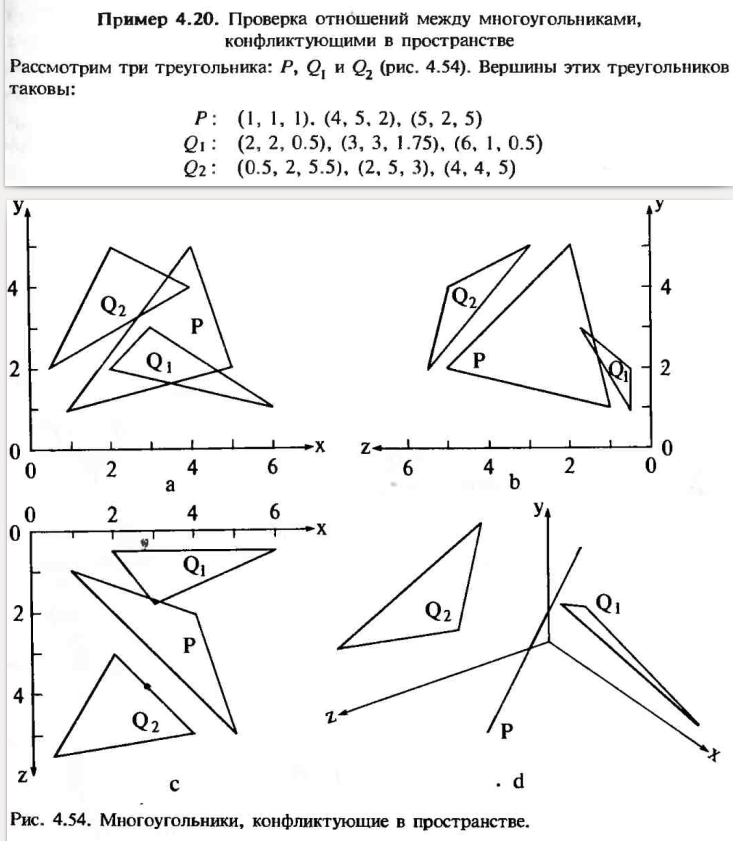 Пример 4.20. Проверка отношений между многоугольниками,
конфликтующими в пространстве
Рассмотрим три треугольника: P, Q₁ и Q₂ (рис. 4.54). Вершины этих треугольников
таковы:
P: (1, 1, 1). (4, 5, 2), (5, 2, 5)
Q₁: (2, 2, 0.5), (3, 3, 1.75), (6, 1, 0.5)
Q₂: (0.5, 2, 5.5), (2, 5, 3), (4, 4, 5)
y
4
2
0
0 2 4 6 x
Q₂
P
Q₁
a
y
4
2
0
z 6 4 2 0
Q₂
P
Q₁
b
0 2 4 6 x
0
2
4
z
Q₁
P
Q₂
c
y
Q₂
Q₁
z
P
x
d
Рис. 4.54. Многоугольники, конфликтующие в пространстве.